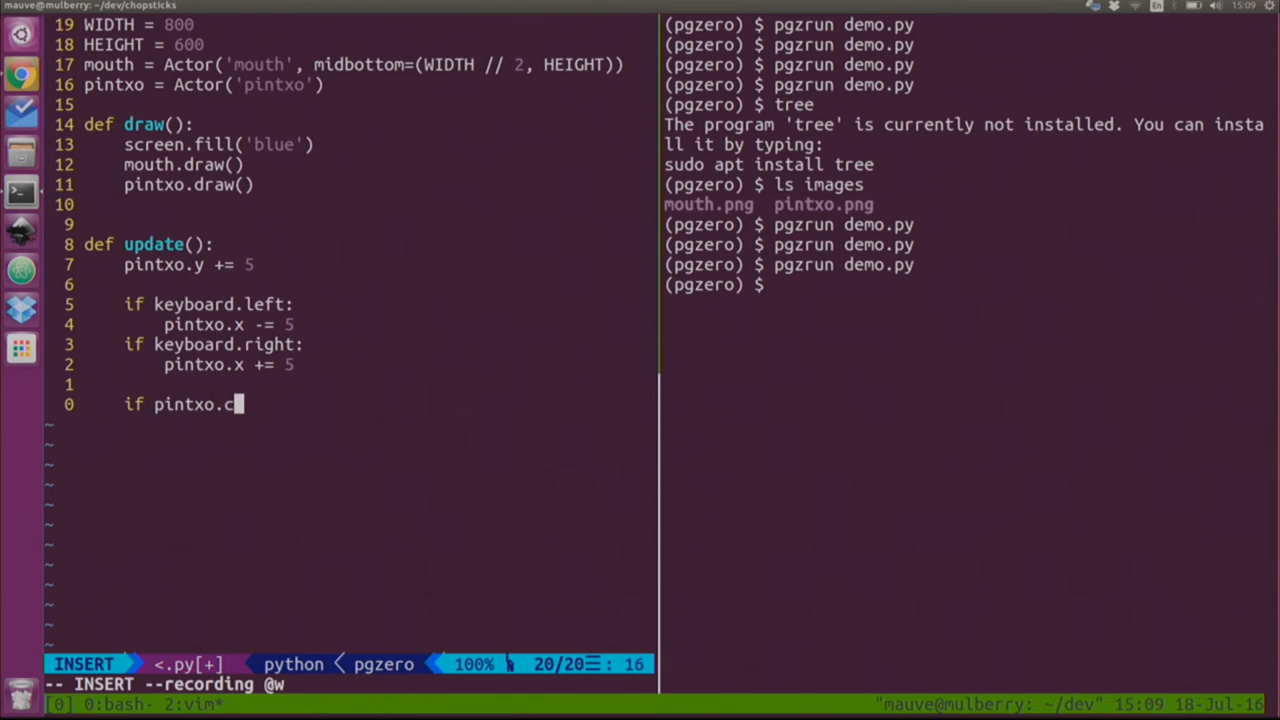 mauve@mulberry: ~/dev/chopsticks
En
15:09
19 WIDTH = 800
18 HEIGHT = 600
17 mouth = Actor('mouth', midbottom=(WIDTH // 2, HEIGHT))
16 pintxo = Actor('pintxo')
15
14 def draw():
13     screen.fill('blue')
12     mouth.draw()
11     pintxo.draw()
10
9
8 def update():
7     pintxo.y += 5
6
5     if keyboard.left:
4         pintxo.x -= 5
3     if keyboard.right:
2         pintxo.x += 5
1
0     if pintxo.c
~
~
~
~
~
~
~
~
~
~
~
~
INSERT <.py[+] python < pgzero 100% 20/20☰: 16
-- INSERT --recording @w
(pgzero) $ pgzrun demo.py
(pgzero) $ pgzrun demo.py
(pgzero) $ pgzrun demo.py
(pgzero) $ pgzrun demo.py
(pgzero) $ tree
The program 'tree' is currently not installed. You can insta
ll it by typing:
sudo apt install tree
(pgzero) $ ls images
mouth.png  pintxo.png
(pgzero) $ pgzrun demo.py
(pgzero) $ pgzrun demo.py
(pgzero) $ pgzrun demo.py
(pgzero) $
[0] 0:bash- 2:vim* "mauve@mulberry: ~/dev" 15:09 18-Jul-16